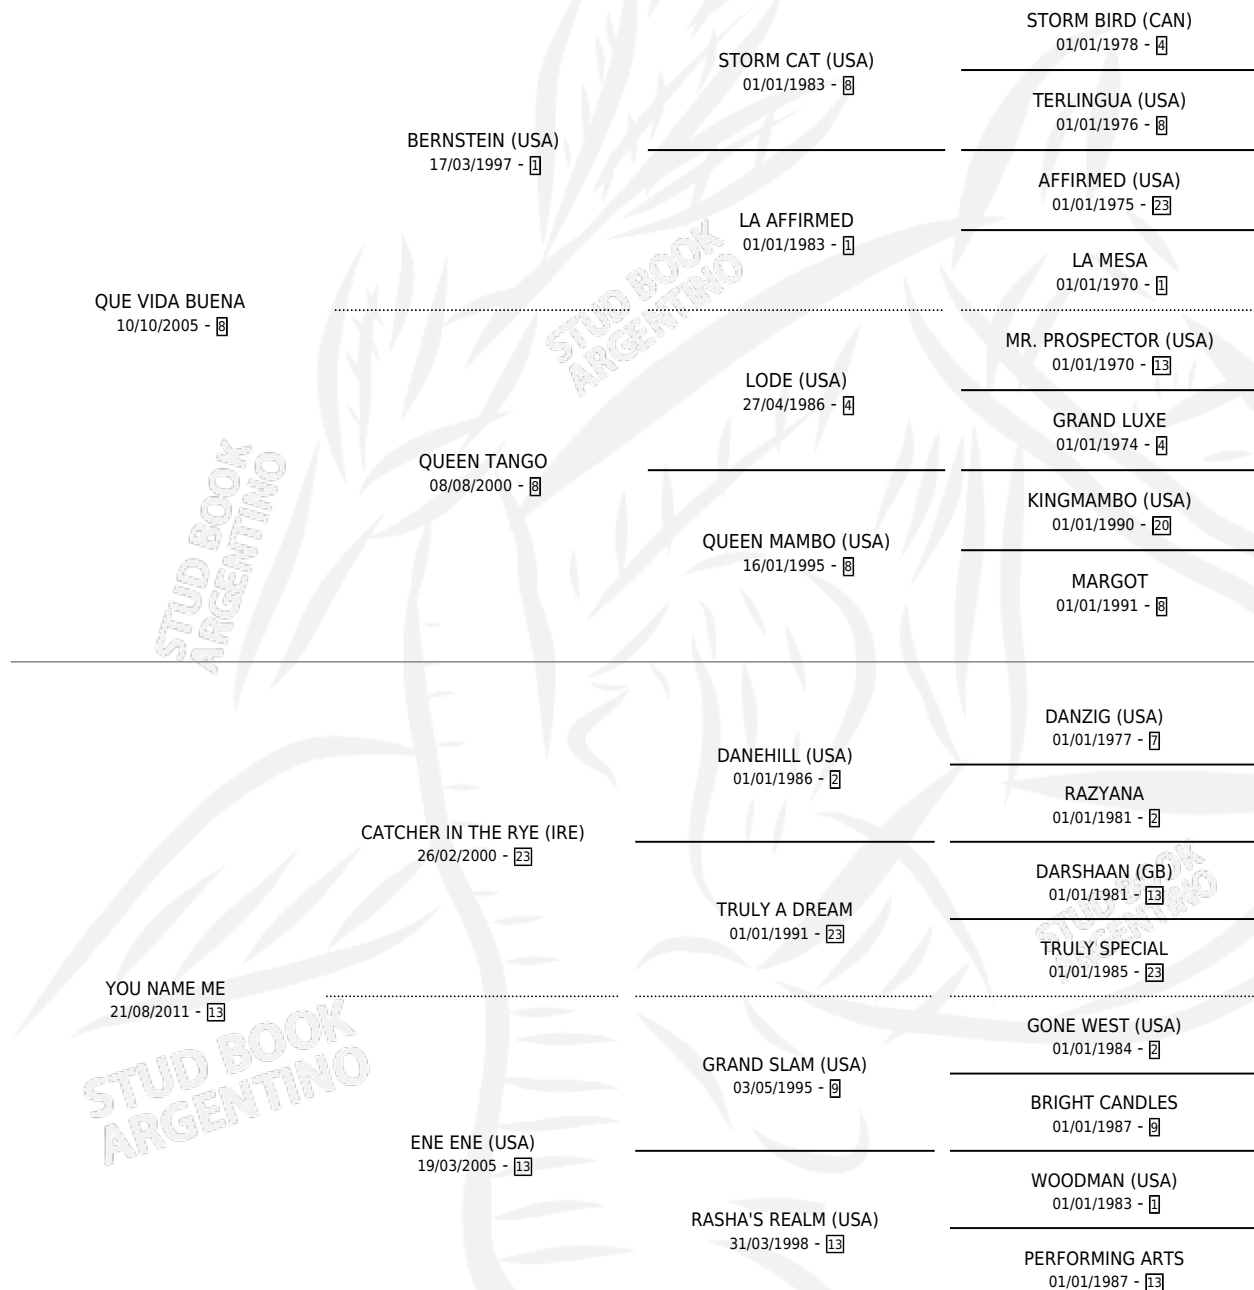 STORM BIRD (CAN)
01/01/1978 - 4
STORM CAT (USA)
01/01/1983 - 8
TERLINGUA (USA)
01/01/1976 - 8
BERNSTEIN (USA)
17/03/1997 - 1
AFFIRMED (USA)
01/01/1975 - 23
LA AFFIRMED
01/01/1983 - 1
LA MESA
01/01/1970 - 1
QUE VIDA BUENA
10/10/2005 - 8
MR. PROSPECTOR (USA)
01/01/1970 - 13
LODE (USA)
27/04/1986 - 4
GRAND LUXE
01/01/1974 - 4
QUEEN TANGO
08/08/2000 - 8
KINGMAMBO (USA)
01/01/1990 - 20
QUEEN MAMBO (USA)
16/01/1995 - 8
MARGOT
01/01/1991 - 8
DANZIG (USA)
01/01/1977 - 7
DANEHILL (USA)
01/01/1986 - 2
RAZYANA
01/01/1981 - 2
CATCHER IN THE RYE (IRE)
26/02/2000 - 23
DARSHAAN (GB)
01/01/1981 - 13
TRULY A DREAM
01/01/1991 - 23
TRULY SPECIAL
01/01/1985 - 23
YOU NAME ME
21/08/2011 - 13
GONE WEST (USA)
01/01/1984 - 2
GRAND SLAM (USA)
03/05/1995 - 9
BRIGHT CANDLES
01/01/1987 - 9
ENE ENE (USA)
19/03/2005 - 13
WOODMAN (USA)
01/01/1983 - 1
RASHA'S REALM (USA)
31/03/1998 - 13
PERFORMING ARTS
01/01/1987 - 13
STUD BOOK
ARGENTINO
STUD BOOK
ARGENTINO
STUD BOOK
ARGENTINO
STUD BOOK
ARGENTINO